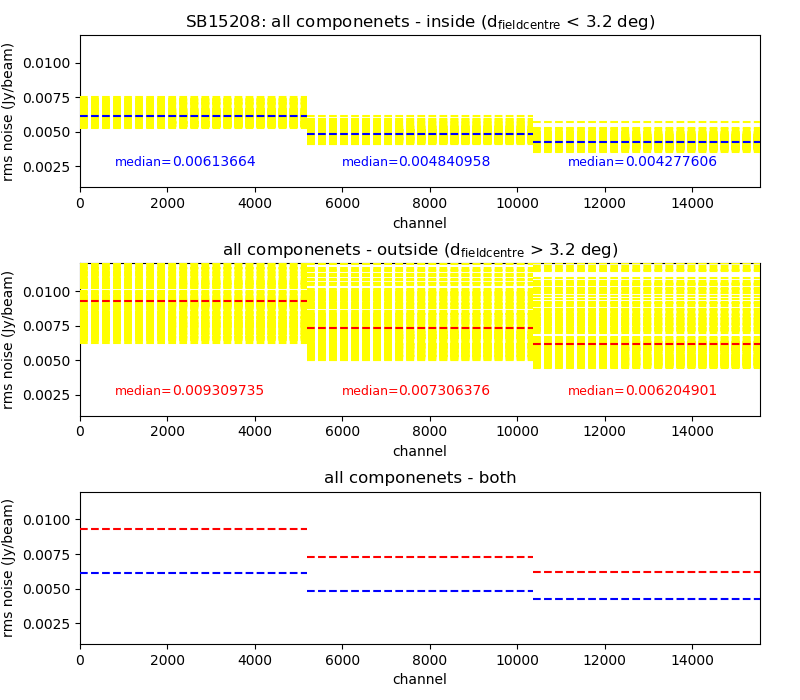 SB15208: all componenets - inside (d_fieldcentre < 3.2 deg)
rms noise (Jy/beam)
0.0100
0.0075
0.0050
0.0025
median=0.00613664
median=0.004840958
median=0.004277606
0 2000 4000 6000 8000 10000 12000 14000
channel
all componenets - outside (d_fieldcentre > 3.2 deg)
rms noise (Jy/beam)
0.0100
0.0075
0.0050
0.0025
median=0.009309735
median=0.007306376
median=0.006204901
0 2000 4000 6000 8000 10000 12000 14000
channel
all componenets - both
rms noise (Jy/beam)
0.0100
0.0075
0.0050
0.0025
0 2000 4000 6000 8000 10000 12000 14000
channel